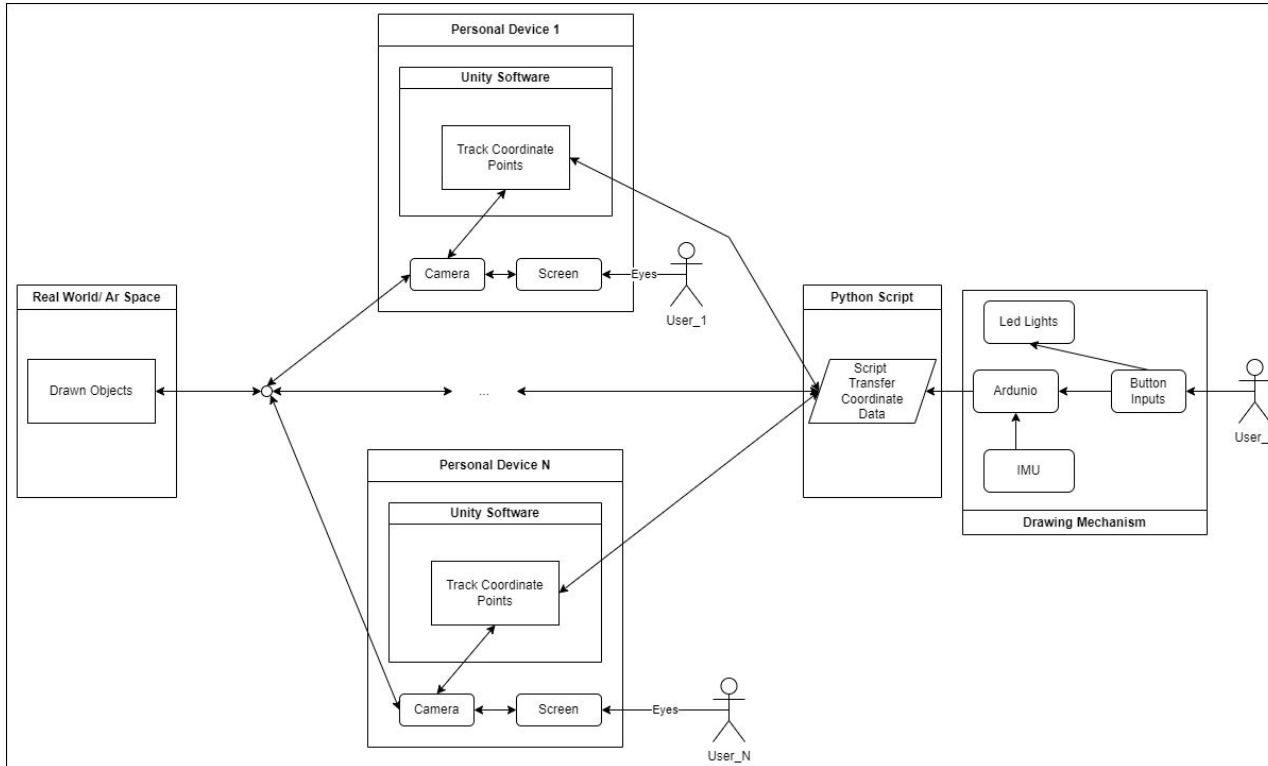 Personal Device 1
Unity Software
Track Coordinate
Points
Camera
Screen
Eyes
User_1
Real World/ Ar Space
Drawn Objects
...
Python Script
Script
Transfer
Coordinate
Data
Led Lights
Ardunio
Button
Inputs
IMU
Drawing Mechanism
User_
Personal Device N
Unity Software
Track Coordinate
Points
Camera
Screen
Eyes
User_N